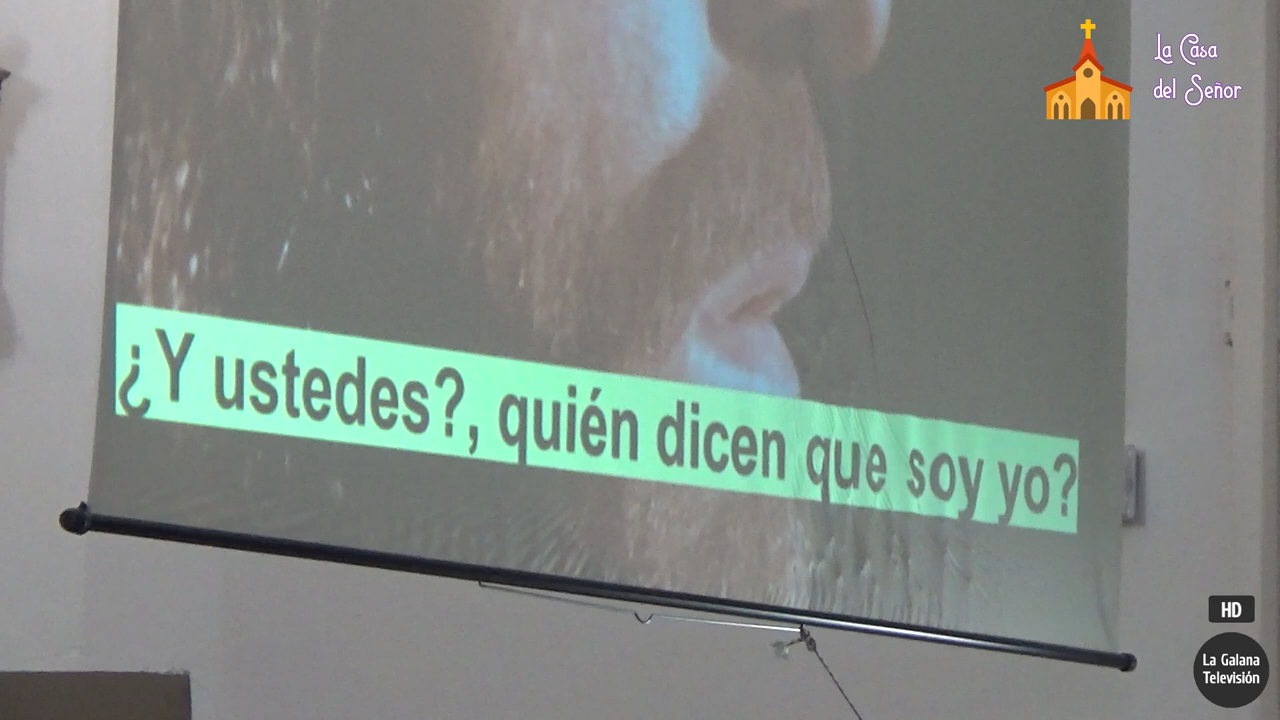 La Casa
del Señor
¿Y ustedes?, quién dicen que soy yo?
HD
La Galana
Televisión